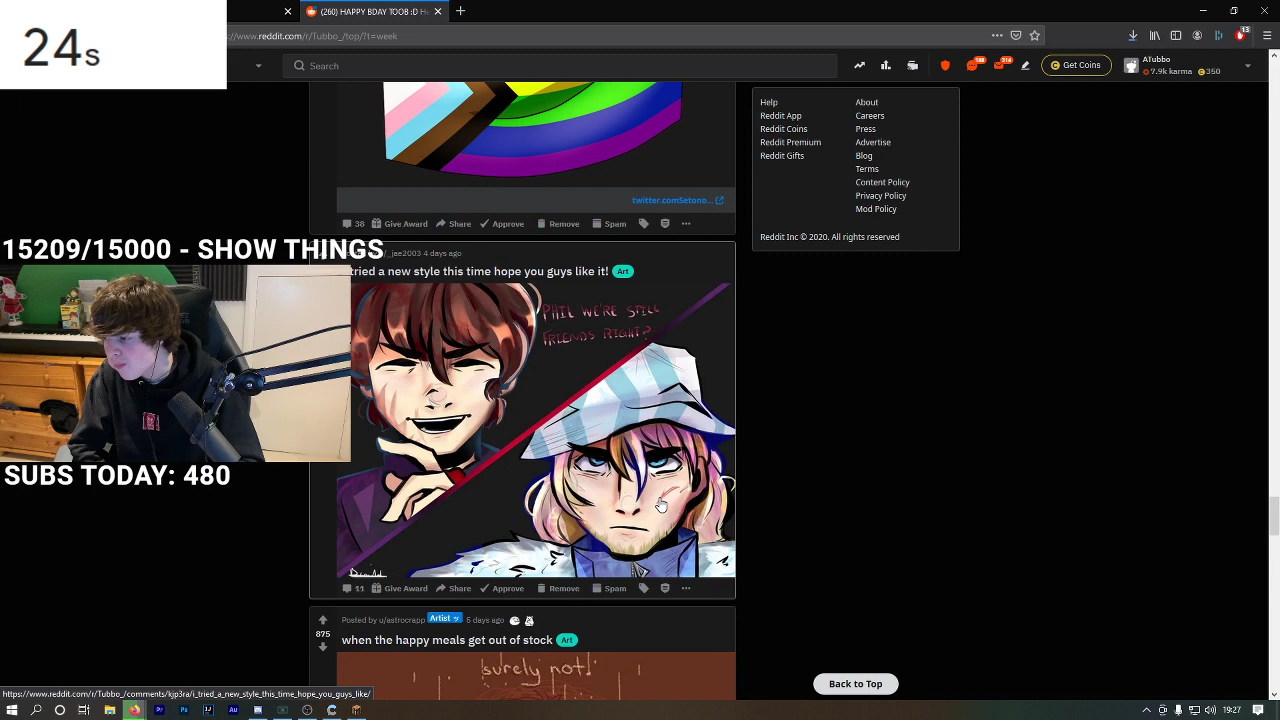 24s
(260) HAPPY BDAY TOOB :D H
://www.reddit.com/r/Tubbo_/top/?t=week
13
Search
Get Coins
ATubbo
7.9k karma 350
Help
About
Reddit App
Careers
Reddit Coins
Press
Reddit Premium
Advertise
Reddit Gifts
Blog
Terms
Content Policy
Privacy Policy
Mod Policy
Reddit Inc © 2020. All rights reserved
twitter.comSetono...
38 Give Award Share Approve Remove Spam
15209/15000 - SHOW THINGS
_jae2003 4 days ago
tried a new style this time hope you guys like it! Art
PHIL WE'RE STILL
FRIENDS RIGHT?
SUBS TODAY: 480
11 Give Award Share Approve Remove Spam
Posted by u/astrocrapp Artist ッ 5 days ago
875
when the happy meals get out of stock Art
surely not!
Back to Top
https://www.reddit.com/r/Tubbo_/comments/kjp3ra/i_tried_a_new_style_this_time_hope_you_guys_like/
19:27